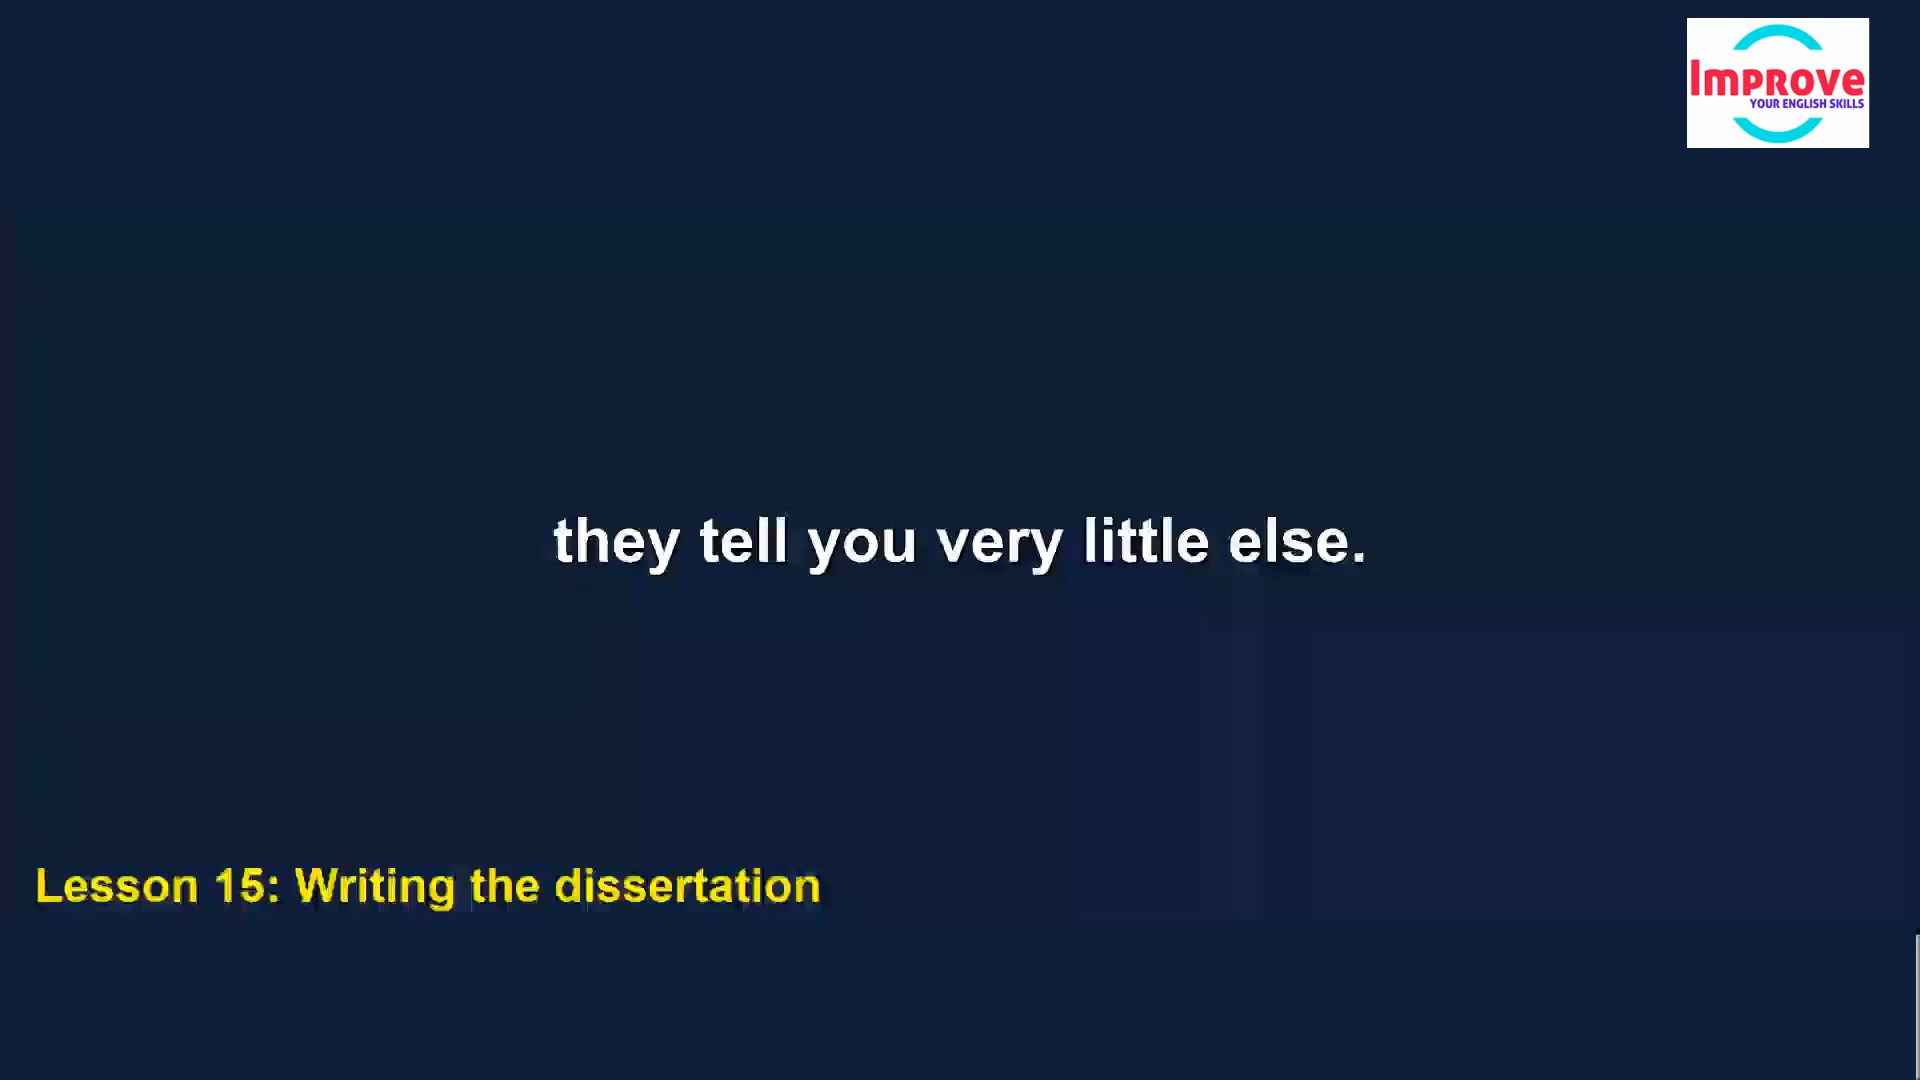 Improve
YOUR ENGLISH SKILLS
they tell you very little else.
Lesson 15: Writing the dissertation